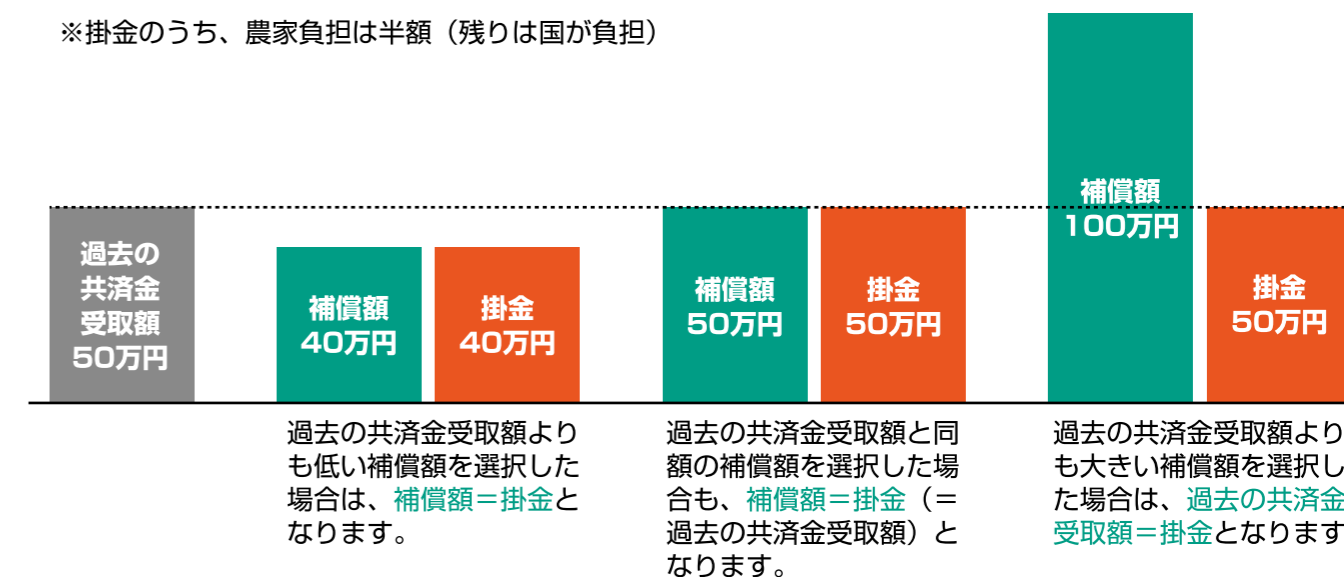 ※掛金のうち、農家負担は半額（残りは国が負担）
過去の
共済金
受取額
50万円
補償額
40万円
掛金
40万円
補償額
50万円
掛金
50万円
補償額
100万円
掛金
50万円
過去の共済金受取額より
も低い補償額を選択した
場合は、補償額＝掛金と
なります。
過去の共済金受取額と同
額の補償額を選択した場
合も、補償額＝掛金（＝
過去の共済金受取額）と
なります。
過去の共済金受取額より
も大きい補償額を選択し
た場合は、過去の共済金
受取額＝掛金となります